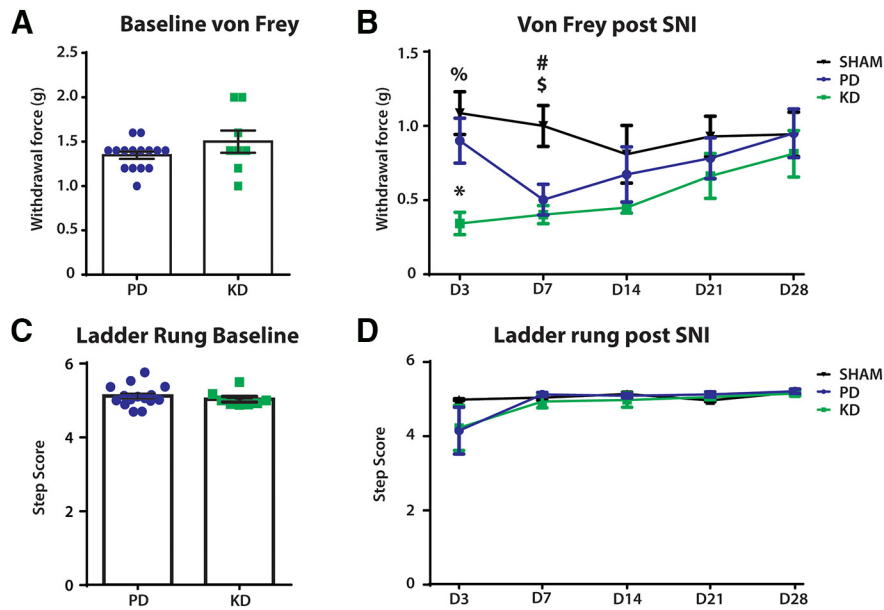 A
Baseline von Frey
Withdrawal force (g)
2.5
2.0
1.5
1.0
0.5
0
PD
KD
B
Von Frey post SNI
Withdrawal force (g)
1.5
1.0
0.5
0
%
*
#
$
D3
D7
D14
D21
D28
SHAM
PD
KD
C
Ladder Rung Baseline
Step Score
6
4
2
0
PD
KD
D
Ladder rung post SNI
Step Score
6
4
2
0
D3
D7
D14
D21
D28
SHAM
PD
KD